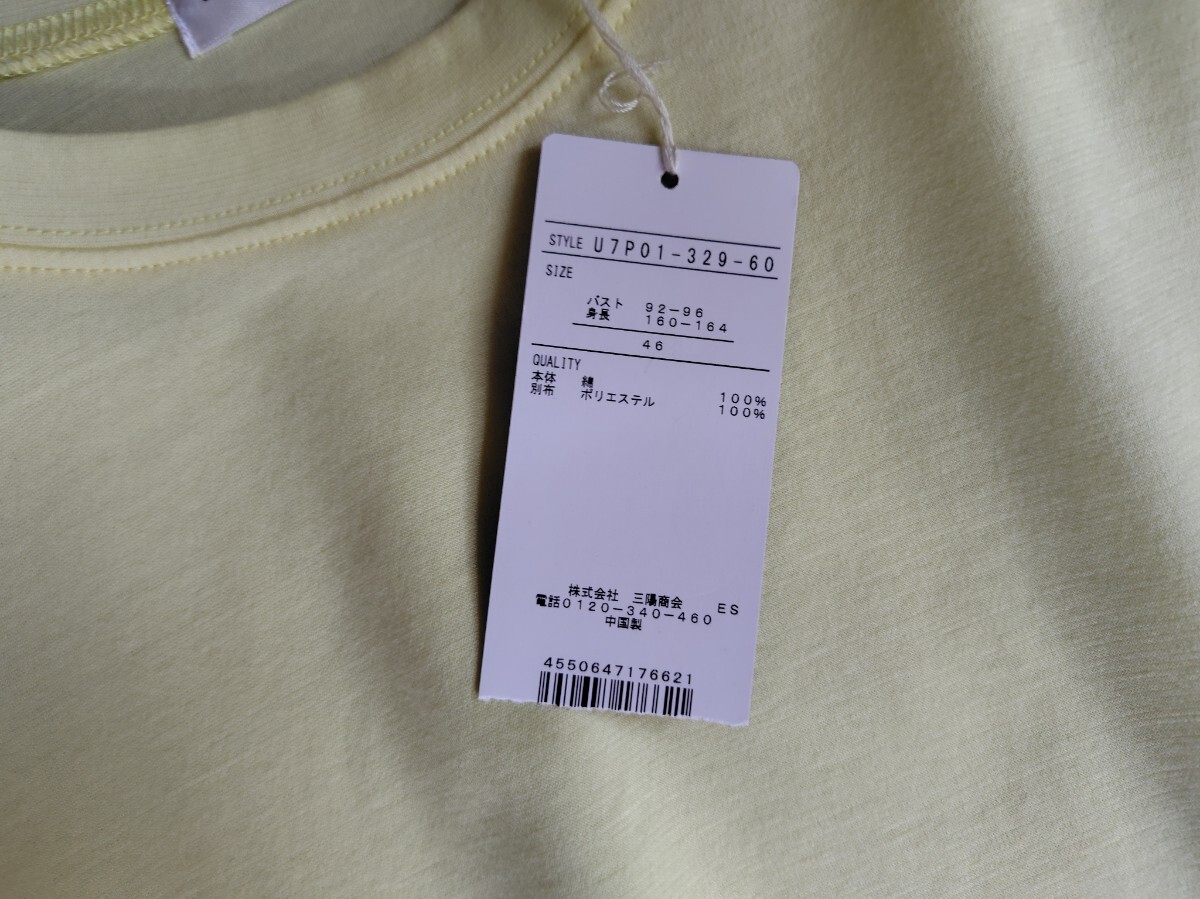 STYLE U7P01-329-60
SIZE
バスト 92-96
身長 160-164
46
QUALITY
本体 綿 100%
別布 ポリエステル 100%
株式会社 三陽商会 ES
電話0120-340-460
中国製
4550647176621